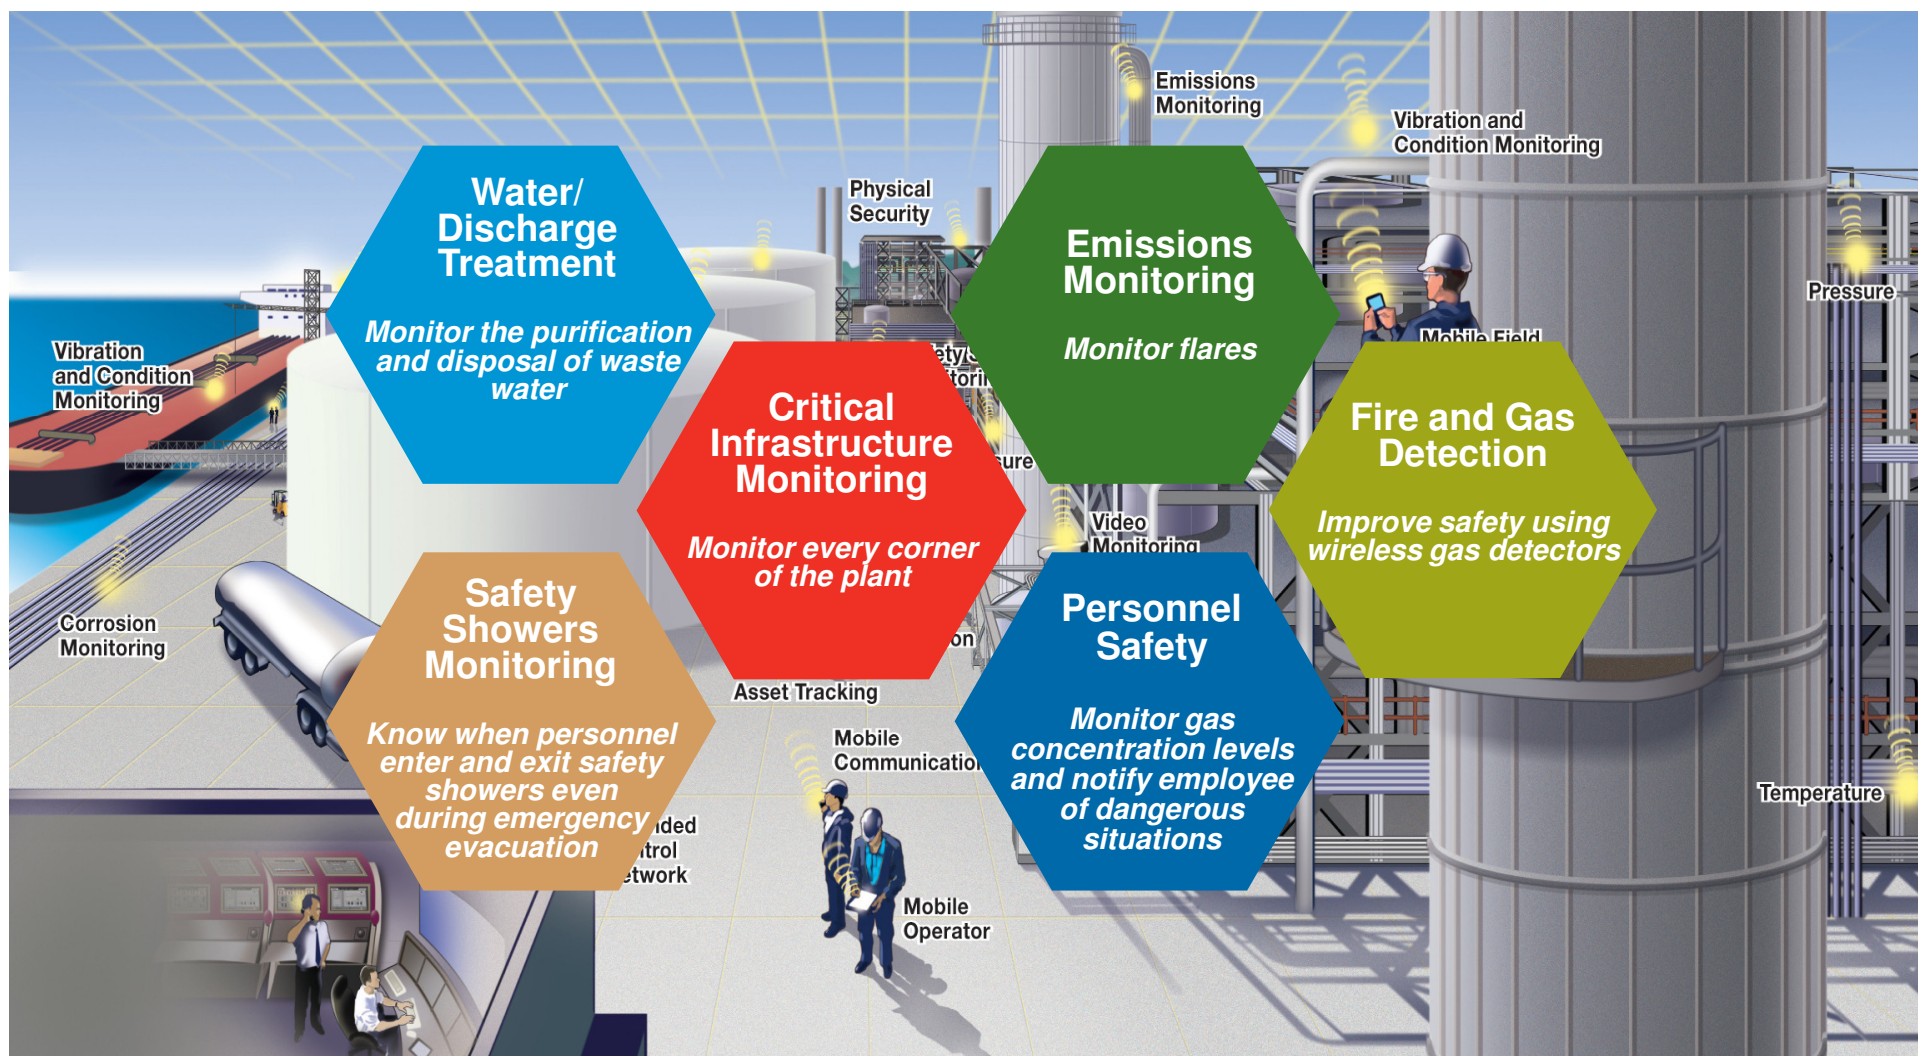 Emissions
Monitoring
Vibration and
Condition Monitoring
Physical
Security
Water/
Discharge
Treatment
Monitor the purification
and disposal of waste
water
Emissions
Monitoring
Monitor flares
Pressure
Mobile Field
Vibration
and Condition
Monitoring
Critical
Infrastructure
Monitoring
Monitor every corner
of the plant
Fire and Gas
Detection
Improve safety using
wireless gas detectors
Video
Monitoring
Corrosion
Monitoring
Safety
Showers
Monitoring
Know when personnel
enter and exit safety
showers even
during emergency
evacuation
Personnel
Safety
Monitor gas
concentration levels
and notify employee
of dangerous
situations
Asset Tracking
Mobile
Communication
Temperature
Mobile
Operator